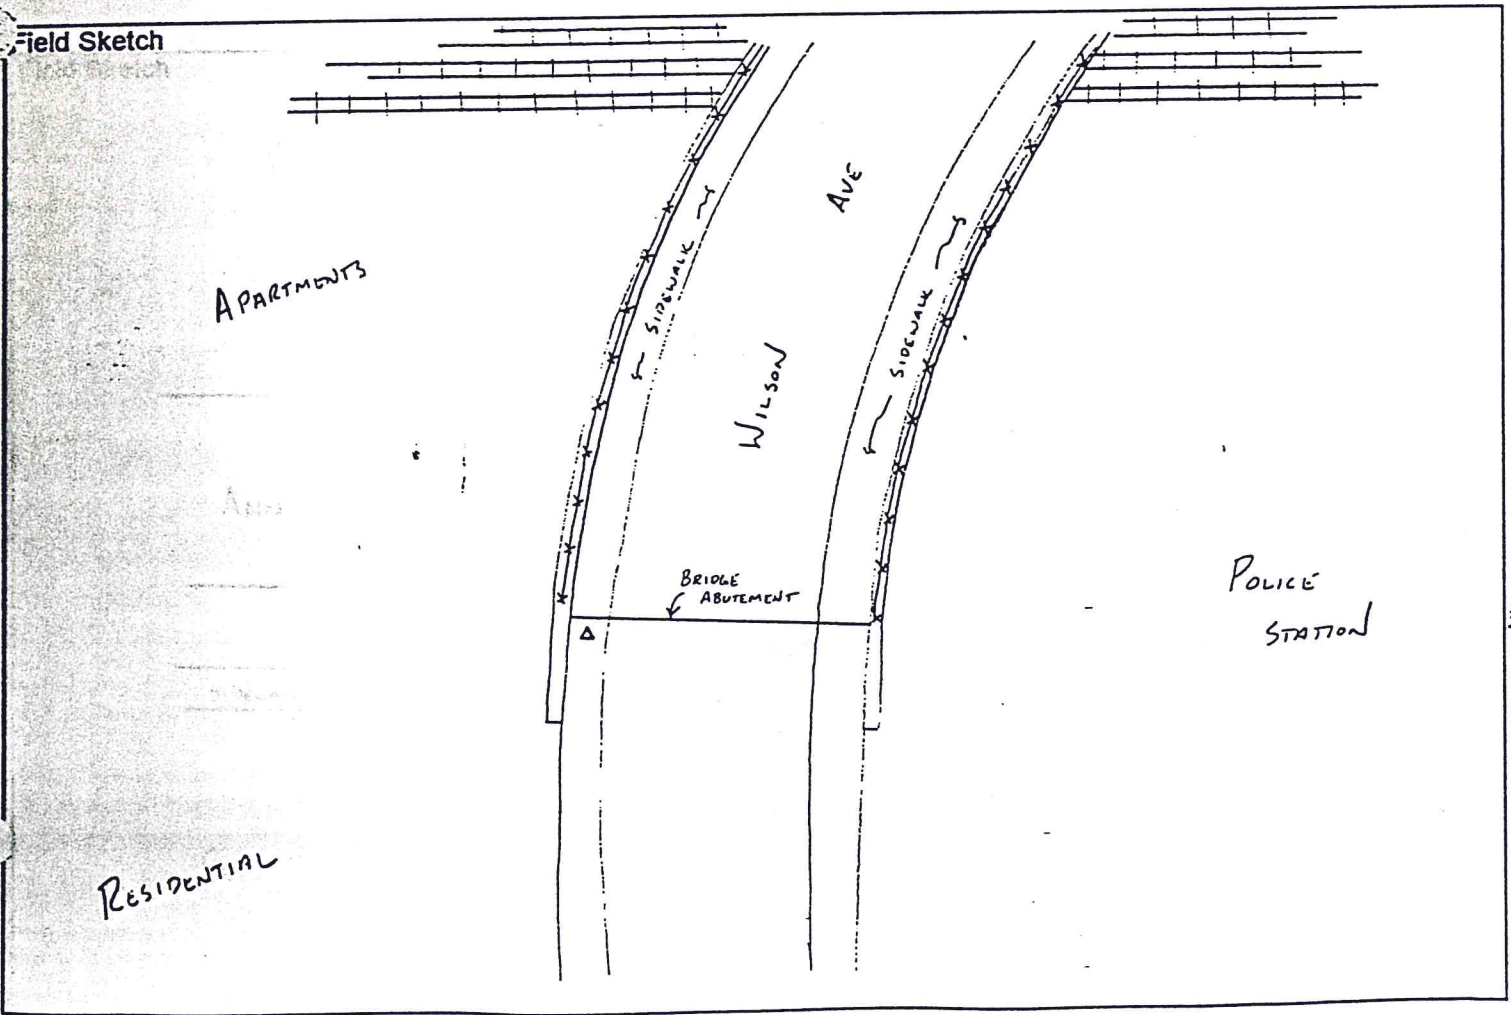 Field Sketch
AVE
APARTMENTS
SIDEWALK
SIDEWALK
WILSON
BRIDGE
ABUTEMENT
POLICE
STATION
RESIDENTIAL